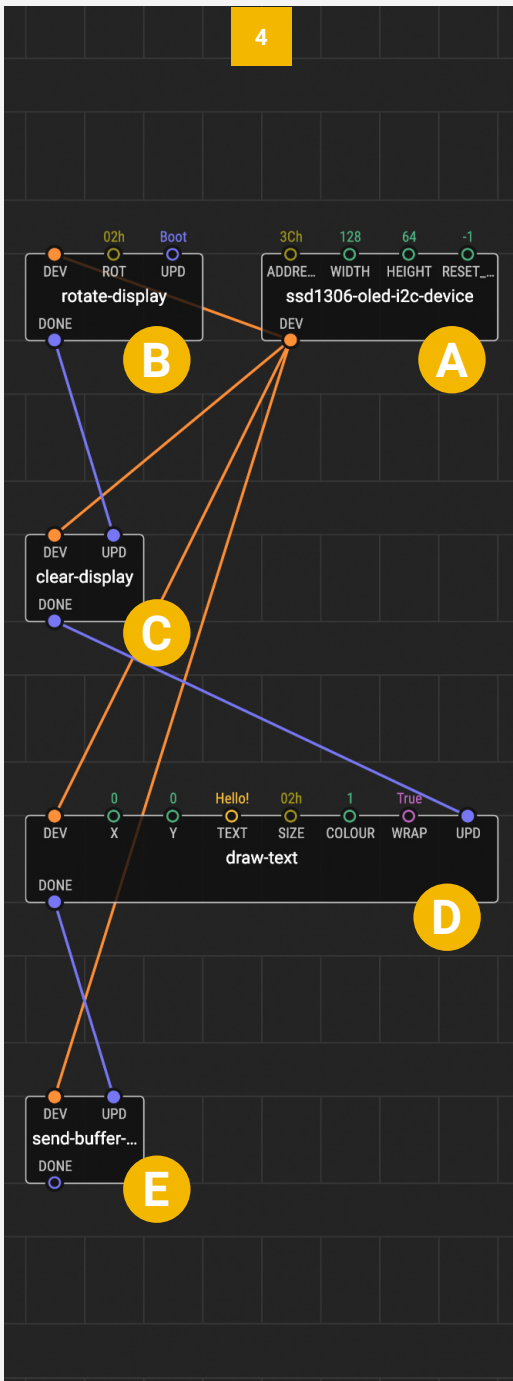 4
02h Boot 3Ch 128 64 -1
DEV ROT UPD ADDRE... WIDTH HEIGHT RESET_...
rotate-display ssd1306-oled-i2c-device
DONE DEV
B A
DEV UPD
clear-display
DONE
C
0 0 Hello! 02h 1 True
DEV X Y TEXT SIZE COLOUR WRAP UPD
draw-text
DONE
D
DEV UPD
send-buffer-...
DONE
E